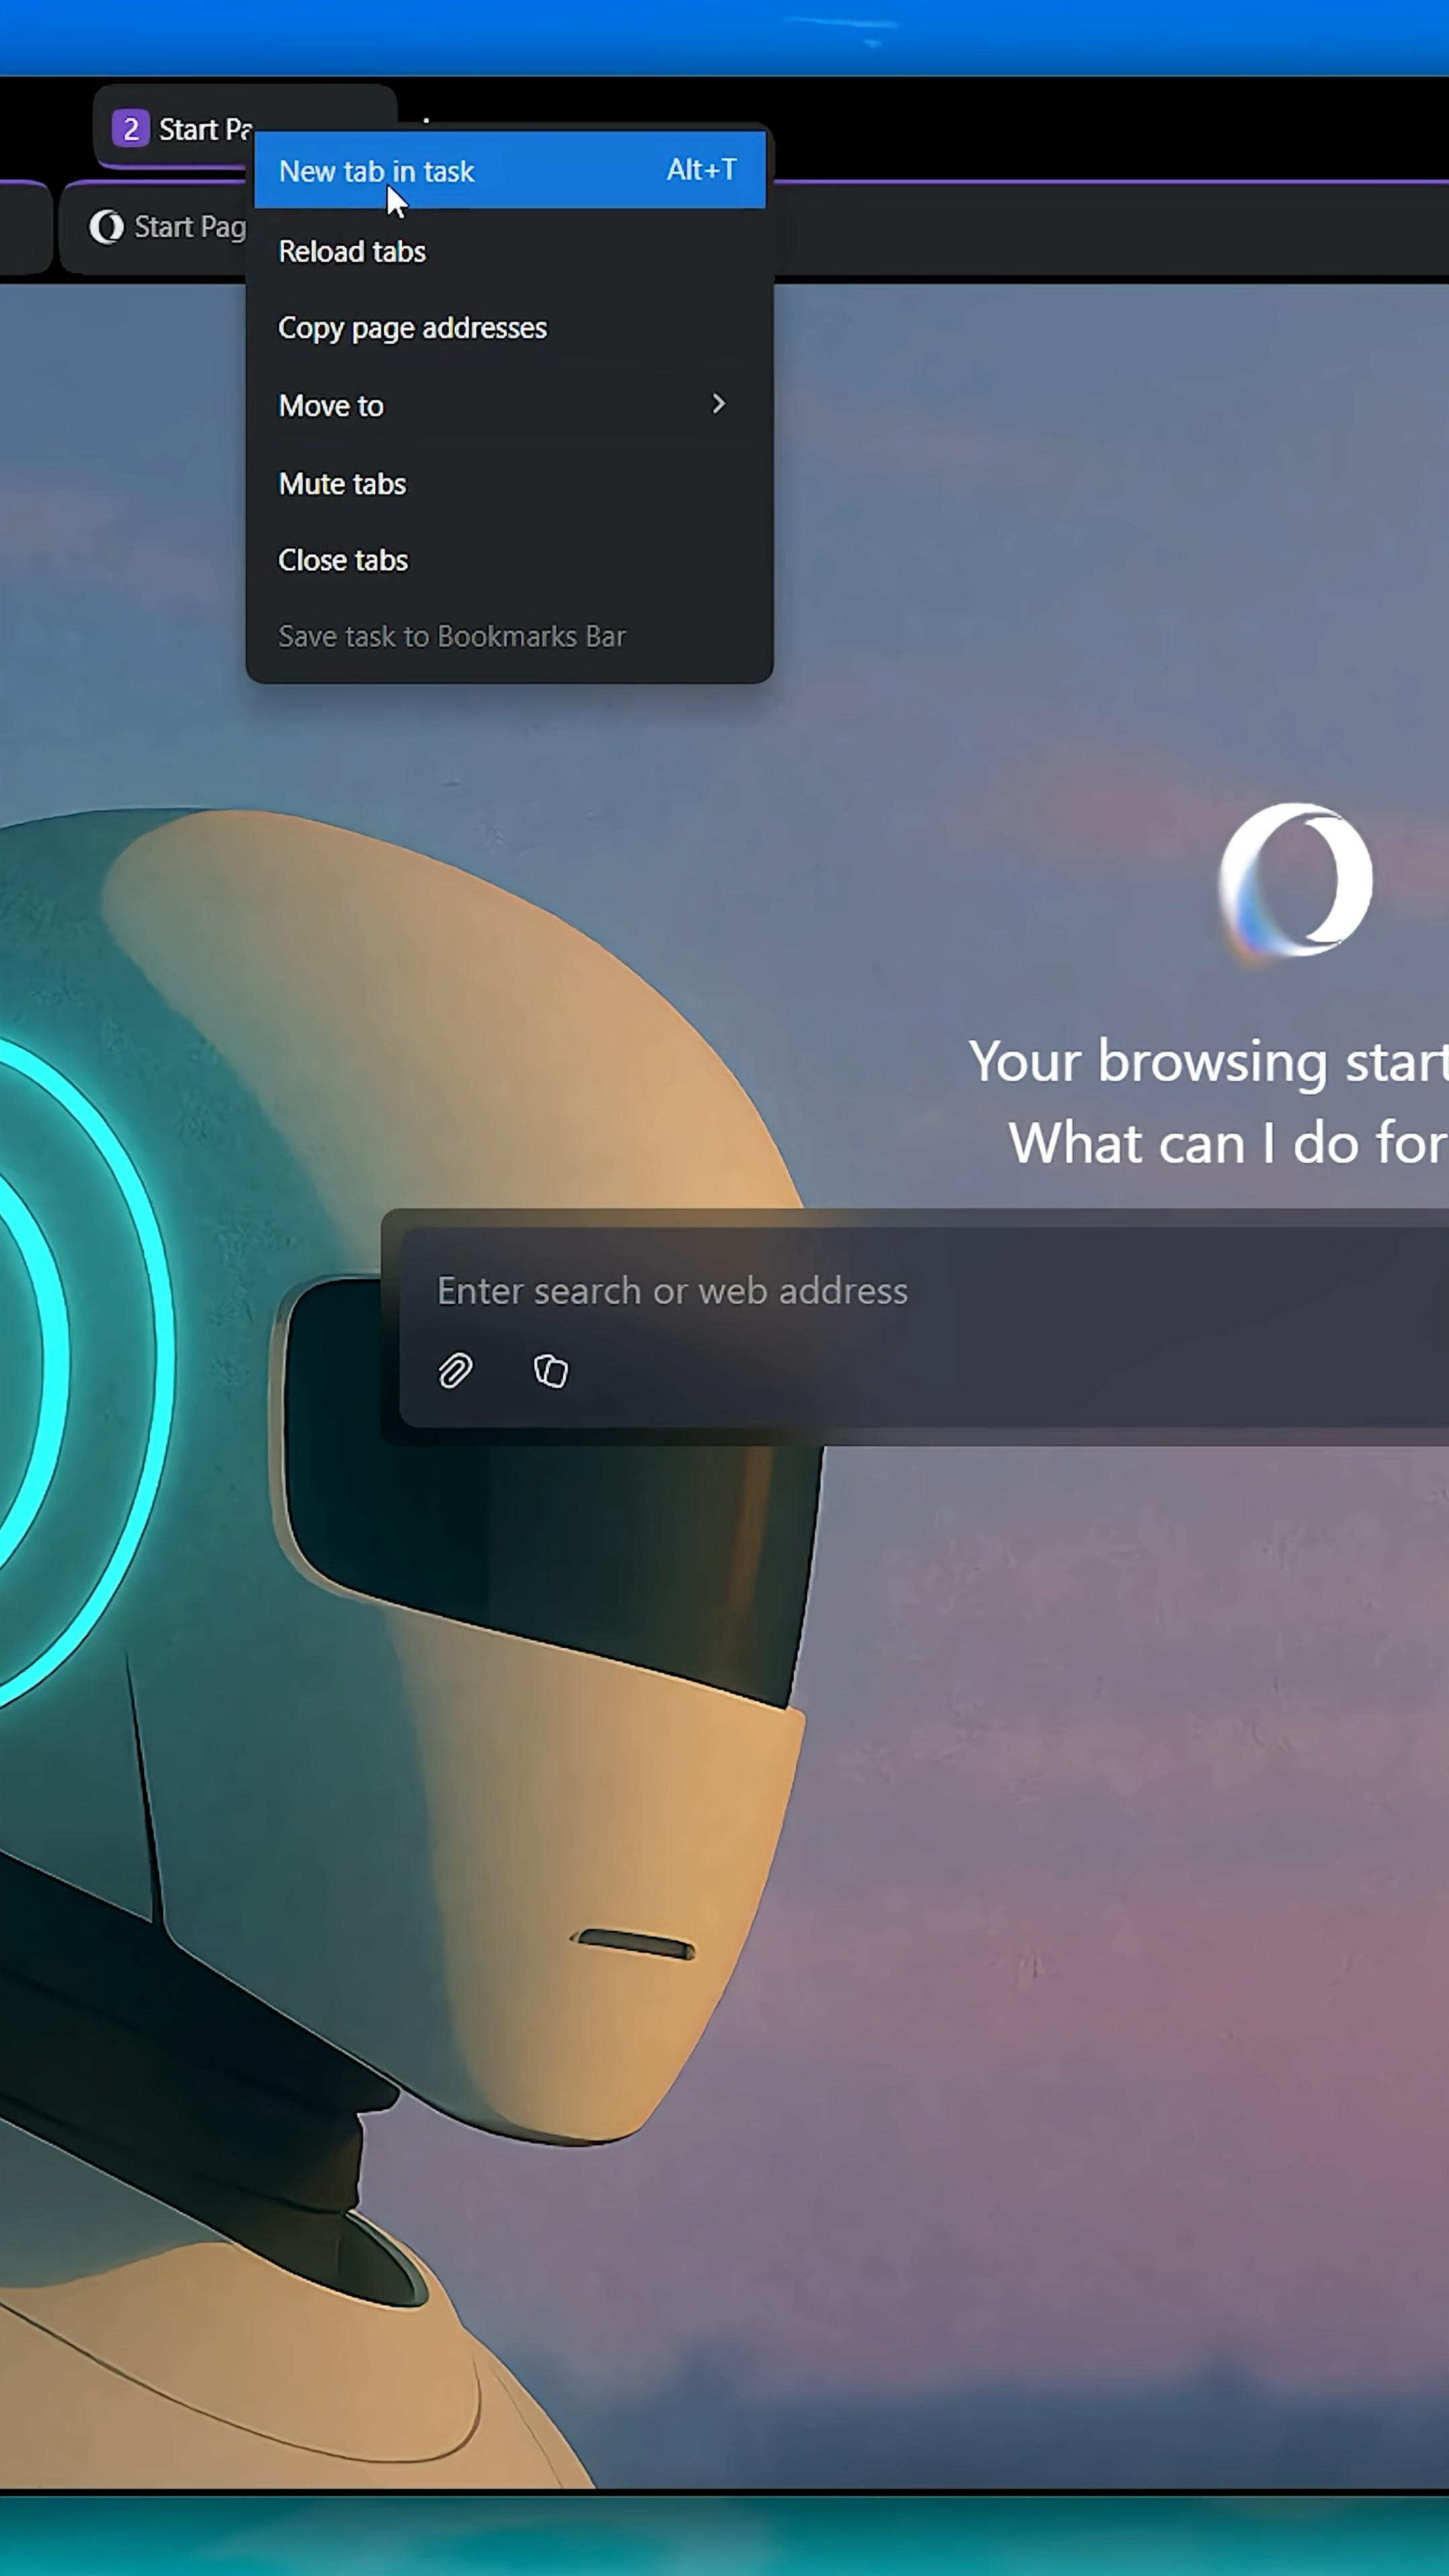 2 Start Pa
New tab in task Alt+T
Start Pag
Reload tabs
Copy page addresses
Move to
Mute tabs
Close tabs
Save task to Bookmarks Bar
Your browsing start
What can I do for
Enter search or web address